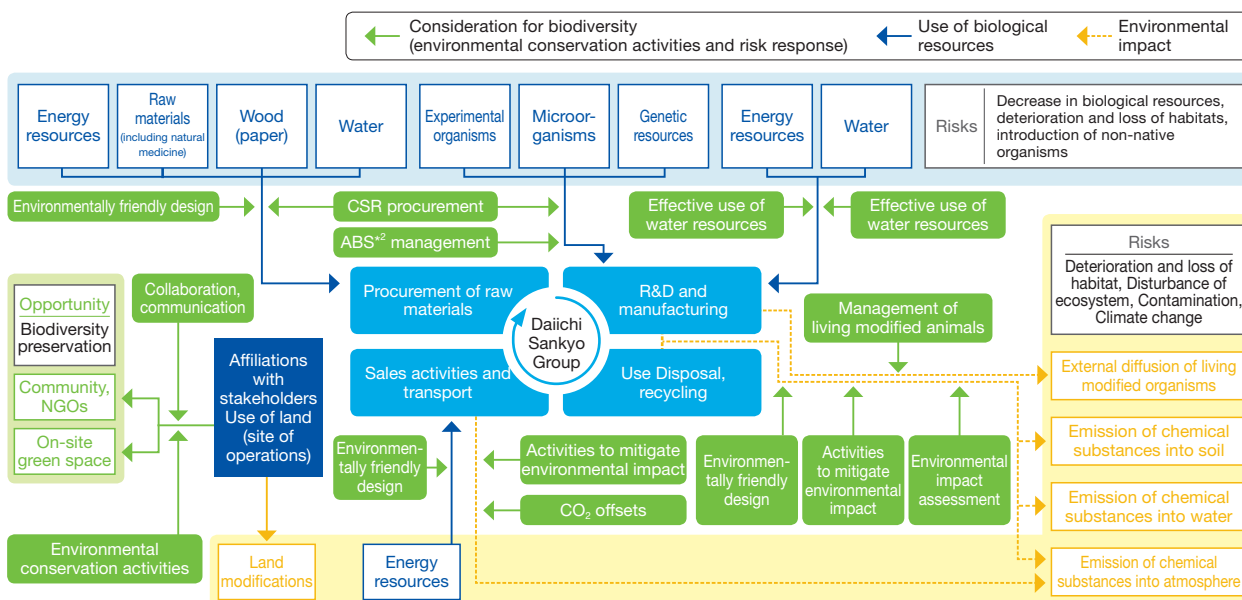 Consideration for biodiversity
(environmental conservation activities and risk response)
Use of biological
resources
Environmental
impact
Energy
resources
Raw
materials
(including natural
medicine)
Wood
(paper)
Water
Experimental
organisms
Microor-
ganisms
Genetic
resources
Energy
resources
Water
Risks
Decrease in biological resources,
deterioration and loss of habitats,
introduction of non-native
organisms
Environmentally friendly design
CSR procurement
ABS*2 management
Effective use of
water resources
Effective use of
water resources
Risks
Deterioration and loss of
habitat, Disturbance of
ecosystem, Contamination,
Climate change
Opportunity
Biodiversity
preservation
Collaboration,
communication
Procurement of raw
materials
R&D and
manufacturing
Daiichi
Sankyo
Group
Management of
living modified animals
Community,
NGOs
On-site
green space
Affiliations
with
stakeholders
Use of land
(site of
operations)
Sales activities and
transport
Use Disposal,
recycling
External diffusion of living
modified organisms
Emission of chemical
substances into soil
Environmen-
tally friendly
design
Activities to mitigate
environmental impact
CO2 offsets
Environmen-
tally friendly
design
Activities
to mitigate
environmental
impact
Environmental
impact
assessment
Emission of chemical
substances into water
Environmental
conservation activities
Land
modifications
Energy
resources
Emission of chemical
substances into atmosphere